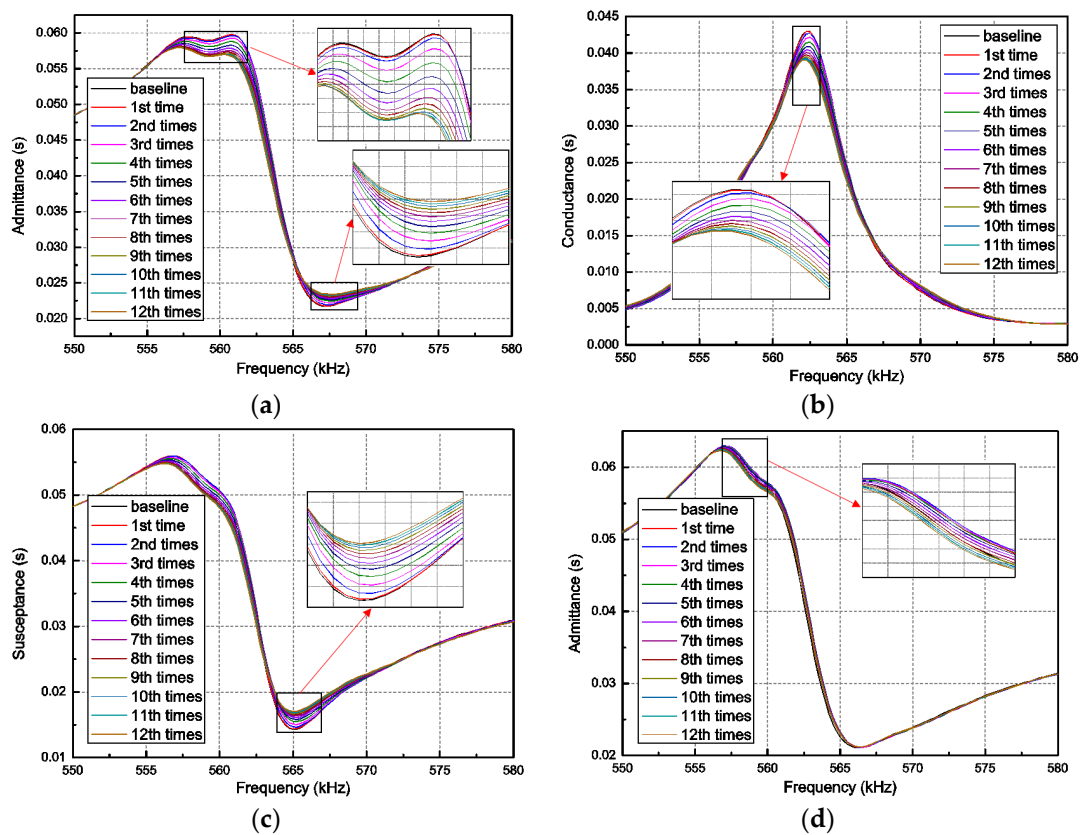 Admittance (s)
0.060
0.055
0.050
0.045
0.040
0.035
0.030
0.025
0.020
baseline
1st time
2nd times
3rd times
4th times
5th times
6th times
7th times
8th times
9th times
10th times
11th times
12th times
550 555 560 565 570 575 580
Frequency (kHz)
(a)
Conductance (s)
0.045
0.040
0.035
0.030
0.025
0.020
0.015
0.010
0.005
0.000
baseline
1st time
2nd times
3rd times
4th times
5th times
6th times
7th times
8th times
9th times
10th times
11th times
12th times
550 555 560 565 570 575 580
Frequency (kHz)
(b)
Susceptance (s)
0.06
0.05
0.04
0.03
0.02
0.01
baseline
1st time
2nd times
3rd times
4th times
5th times
6th times
7th times
8th times
9th times
10th times
11th times
12th times
550 555 560 565 570 575 580
Frequency (kHz)
(c)
Admittance (s)
0.06
0.05
0.04
0.03
0.02
baseline
1st time
2nd times
3rd times
4th times
5th times
6th times
7th times
8th times
9th times
10th times
11th times
12th times
550 555 560 565 570 575 580
Frequency (kHz)
(d)